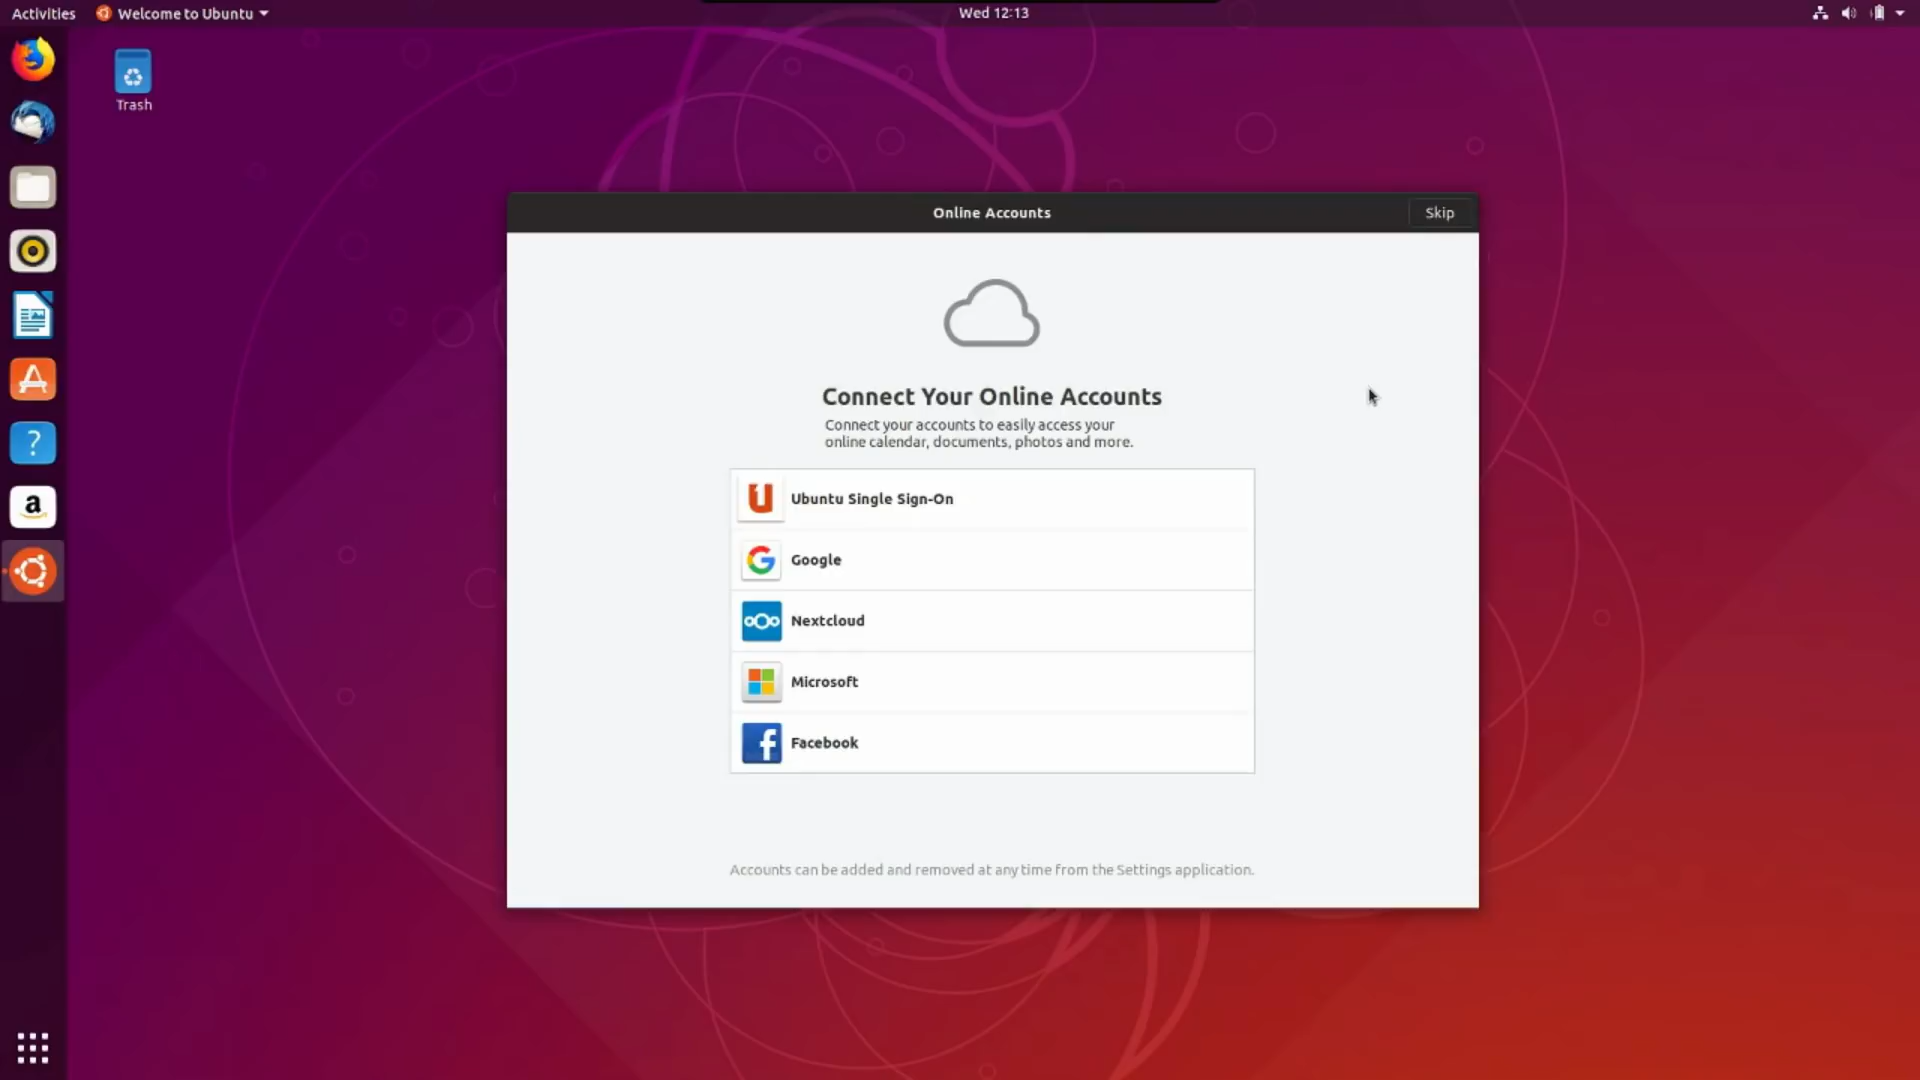 Activities
Welcome to Ubuntu
Wed 12:13
Trash
Online Accounts
Skip
Connect Your Online Accounts
Connect your accounts to easily access your
online calendar, documents, photos and more.
Ubuntu Single Sign-On
Google
Nextcloud
Microsoft
Facebook
Accounts can be added and removed at any time from the Settings application.